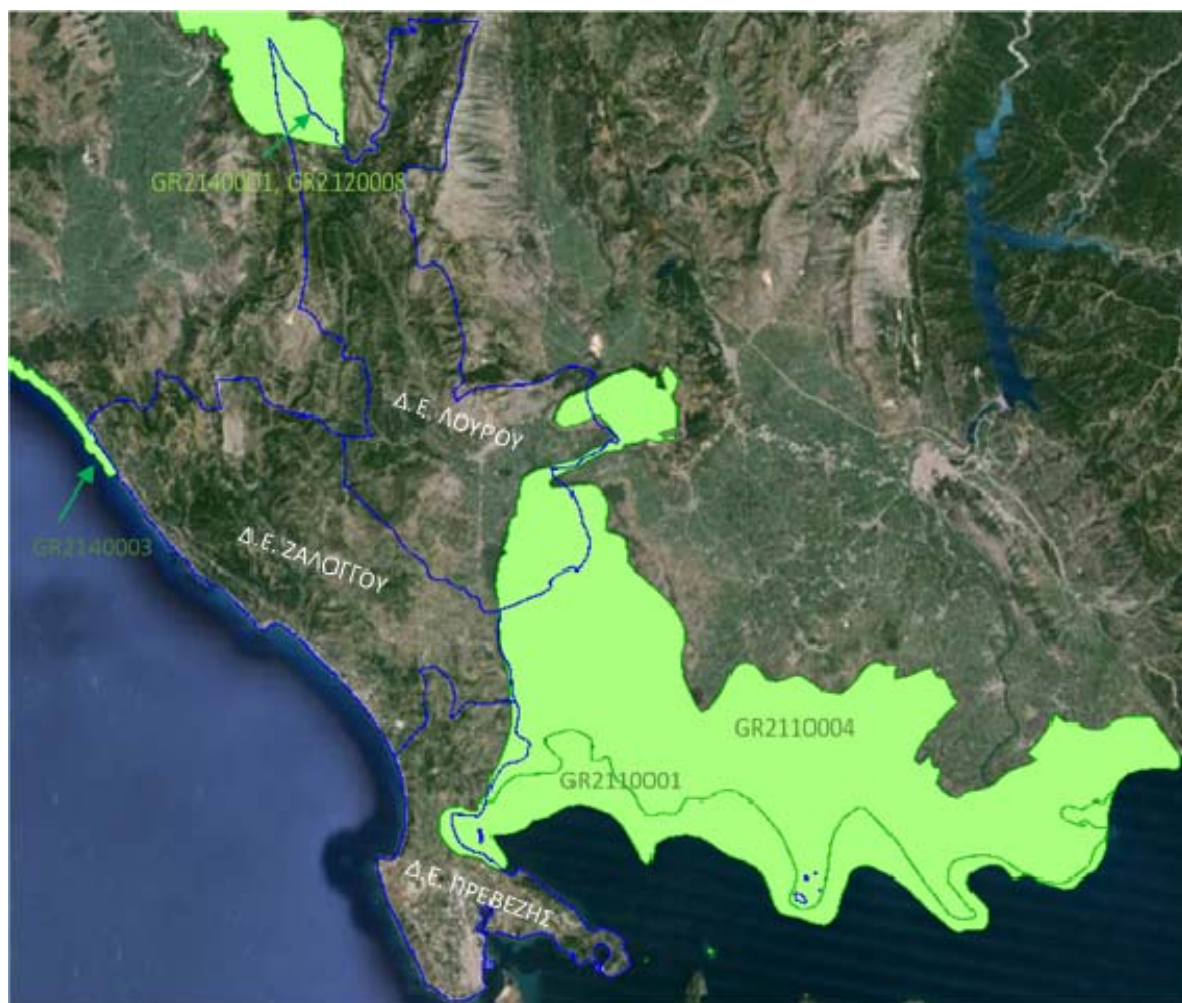 GR2140001, GR2120008
Δ.Ε. ΛΟΥΡΟΥ
GR2140003
Δ.Ε. ΖΑΛΟΓΓΟΥ
GR2110004
GR2110001
Δ.Ε. ΠΡΕΒΕΖΗΣ